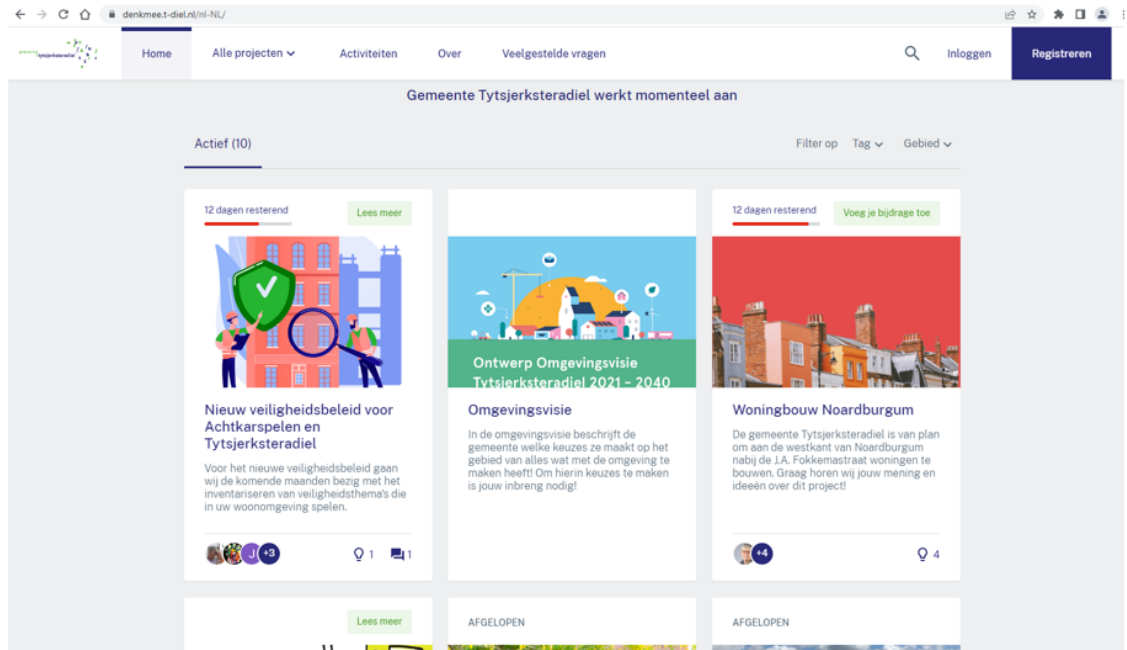 denkmee.t-diel.nl/nl-NL/
gemeente Tytsjerksteradiel
Home
Alle projecten
Activiteiten
Over
Veelgestelde vragen
Inloggen
Registreren
Gemeente Tytsjerksteradiel werkt momenteel aan
Actief (10)
Filter op
Tag
Gebied
12 dagen resterend
Lees meer
Nieuw veiligheidsbeleid voor
Achtkarspelen en
Tytsjerksteradiel
Voor het nieuwe veiligheidsbeleid gaan
wij de komende maanden bezig met het
inventariseren van veiligheidsthema's die
in uw woonomgeving spelen.
J
+3
1
1
Ontwerp Omgevingsvisie
Tytsjerksteradiel 2021 - 2040
Omgevingsvisie
In de omgevingsvisie beschrijft de
gemeente welke keuzes ze maakt op het
gebied van alles wat met de omgeving te
maken heeft! Om hierin keuzes te maken
is jouw inbreng nodig!
12 dagen resterend
Voeg je bijdrage toe
Woningbouw Noardburgum
De gemeente Tytsjerksteradiel is van plan
om aan de westkant van Noardburgum
nabij de J.A. Fokkemastraat woningen te
bouwen. Graag horen wij jouw mening en
ideeën over dit project!
+4
4
Lees meer
AFGELOPEN
AFGELOPEN